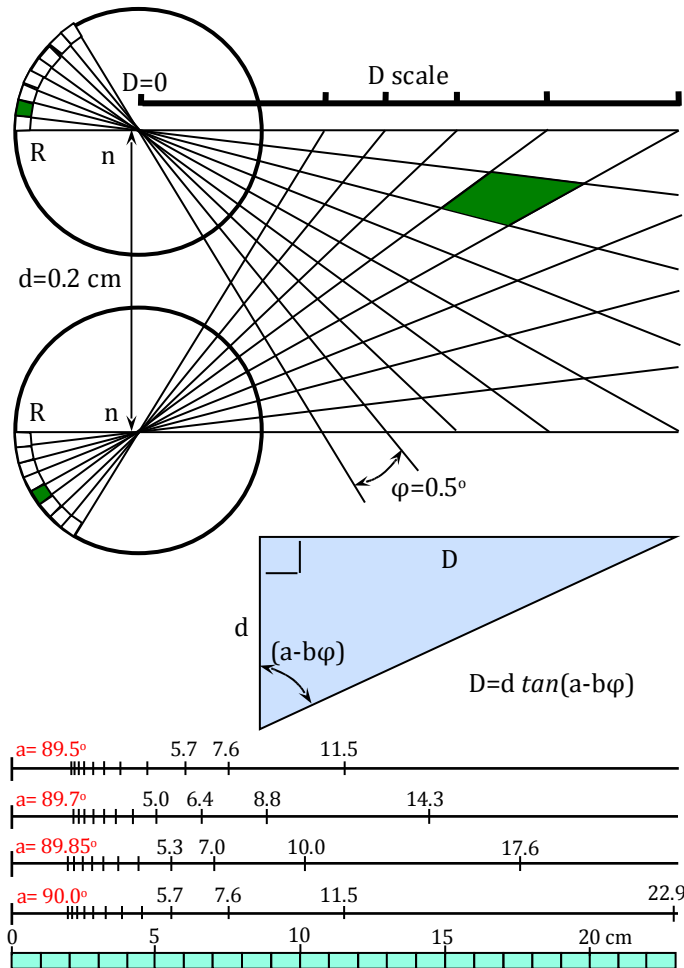 D=0
D scale
R
n
d=0.2 cm
R
n
φ=0.5°
D
d
(a-bφ)
D=d tan(a-bφ)
a= 89.5° 5.7 7.6 11.5
a= 89.7° 5.0 6.4 8.8 14.3
a= 89.85° 5.3 7.0 10.0 17.6
a= 90.0° 5.7 7.6 11.5 22.9
0 5 10 15 20 cm